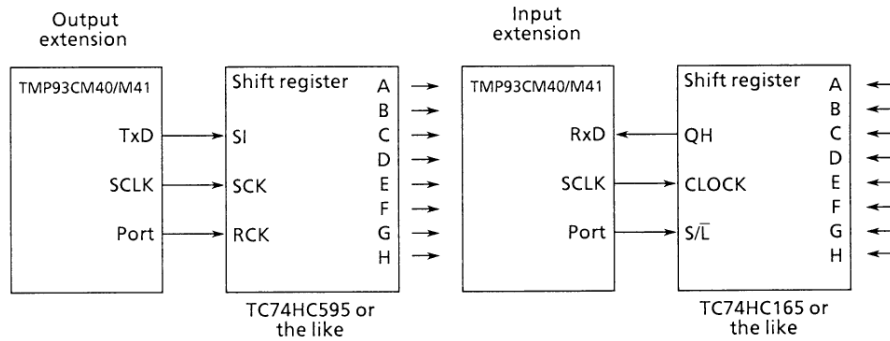 Output
extension
TMP93CM40/M41
TxD
SCLK
Port
Shift register
SI
SCK
RCK
A
B
C
D
E
F
G
H
TC74HC595 or
the like
Input
extension
TMP93CM40/M41
RxD
SCLK
Port
Shift register
QH
CLOCK
S/L̅
A
B
C
D
E
F
G
H
TC74HC165 or
the like